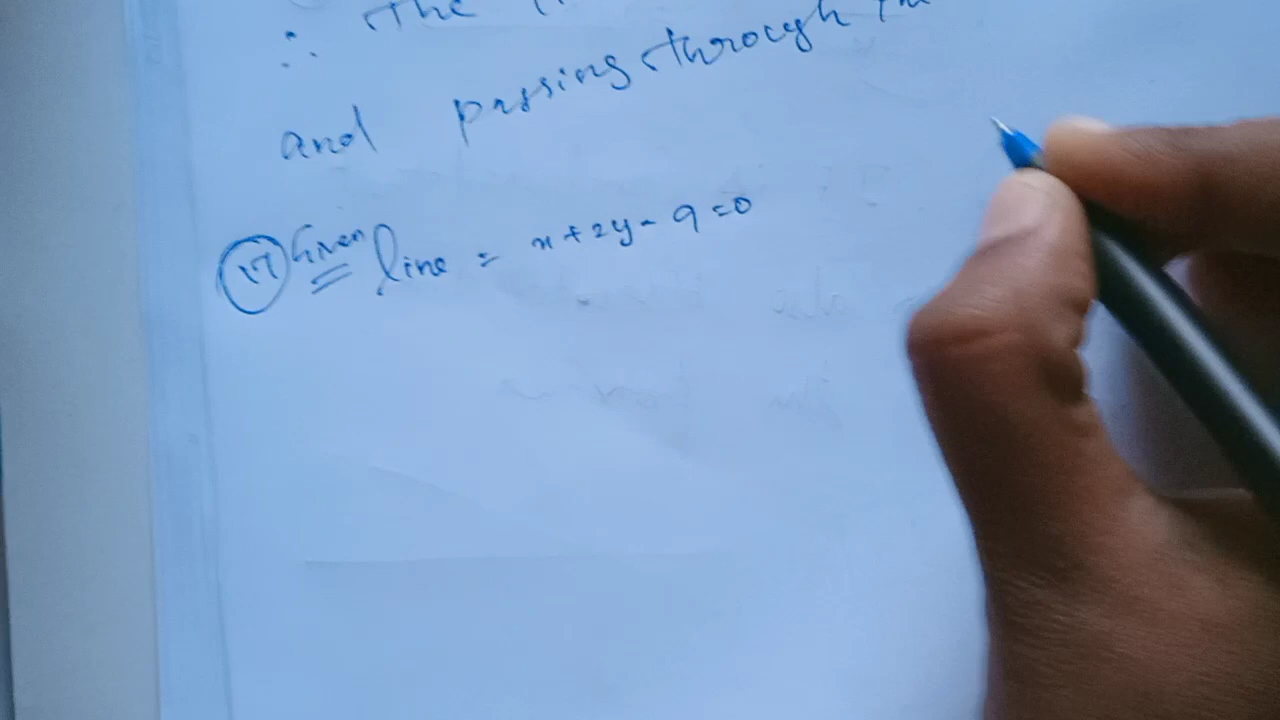 ∴ The
and passing through
17 Given line = x + 2y - 9 = 0